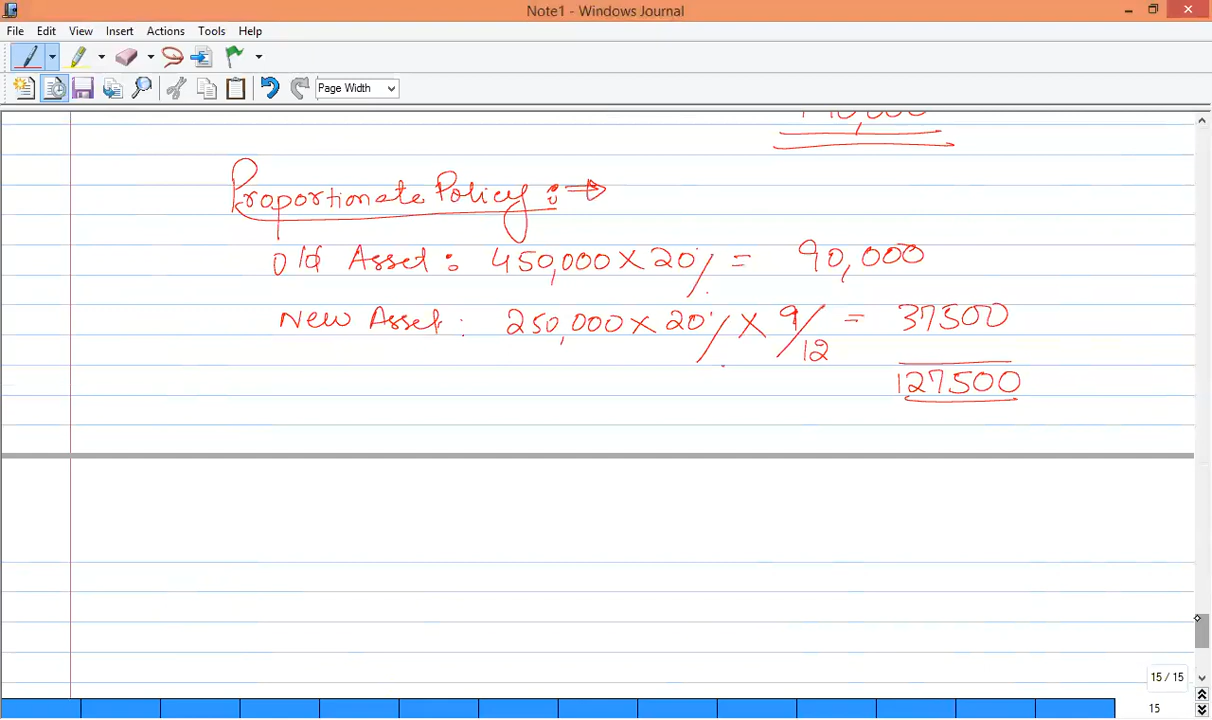 Note1 - Windows Journal
File Edit View Insert Actions Tools Help
Page Width
Proportionate Policy :⇒
Old Asset : 450,000 X 20% = 90,000
New Asset : 250,000 X 20% X 9/12 = 37500
127500
15 / 15
15